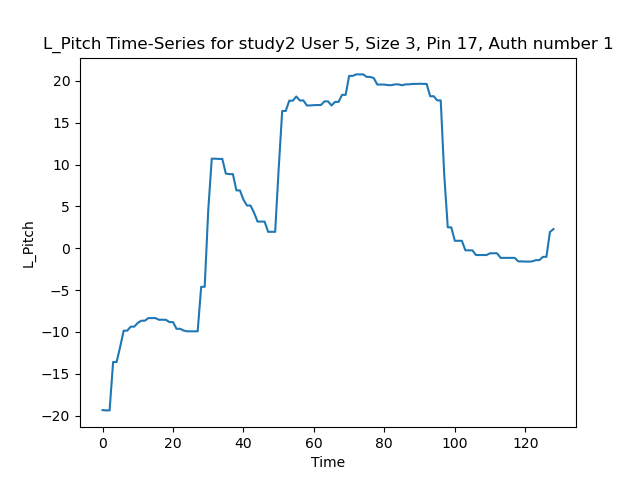 L_Pitch Time-Series for study2 User 5, Size 3, Pin 17, Auth number 1
L_Pitch
20
15
10
5
0
−5
−10
−15
−20
0 20 40 60 80 100 120
Time